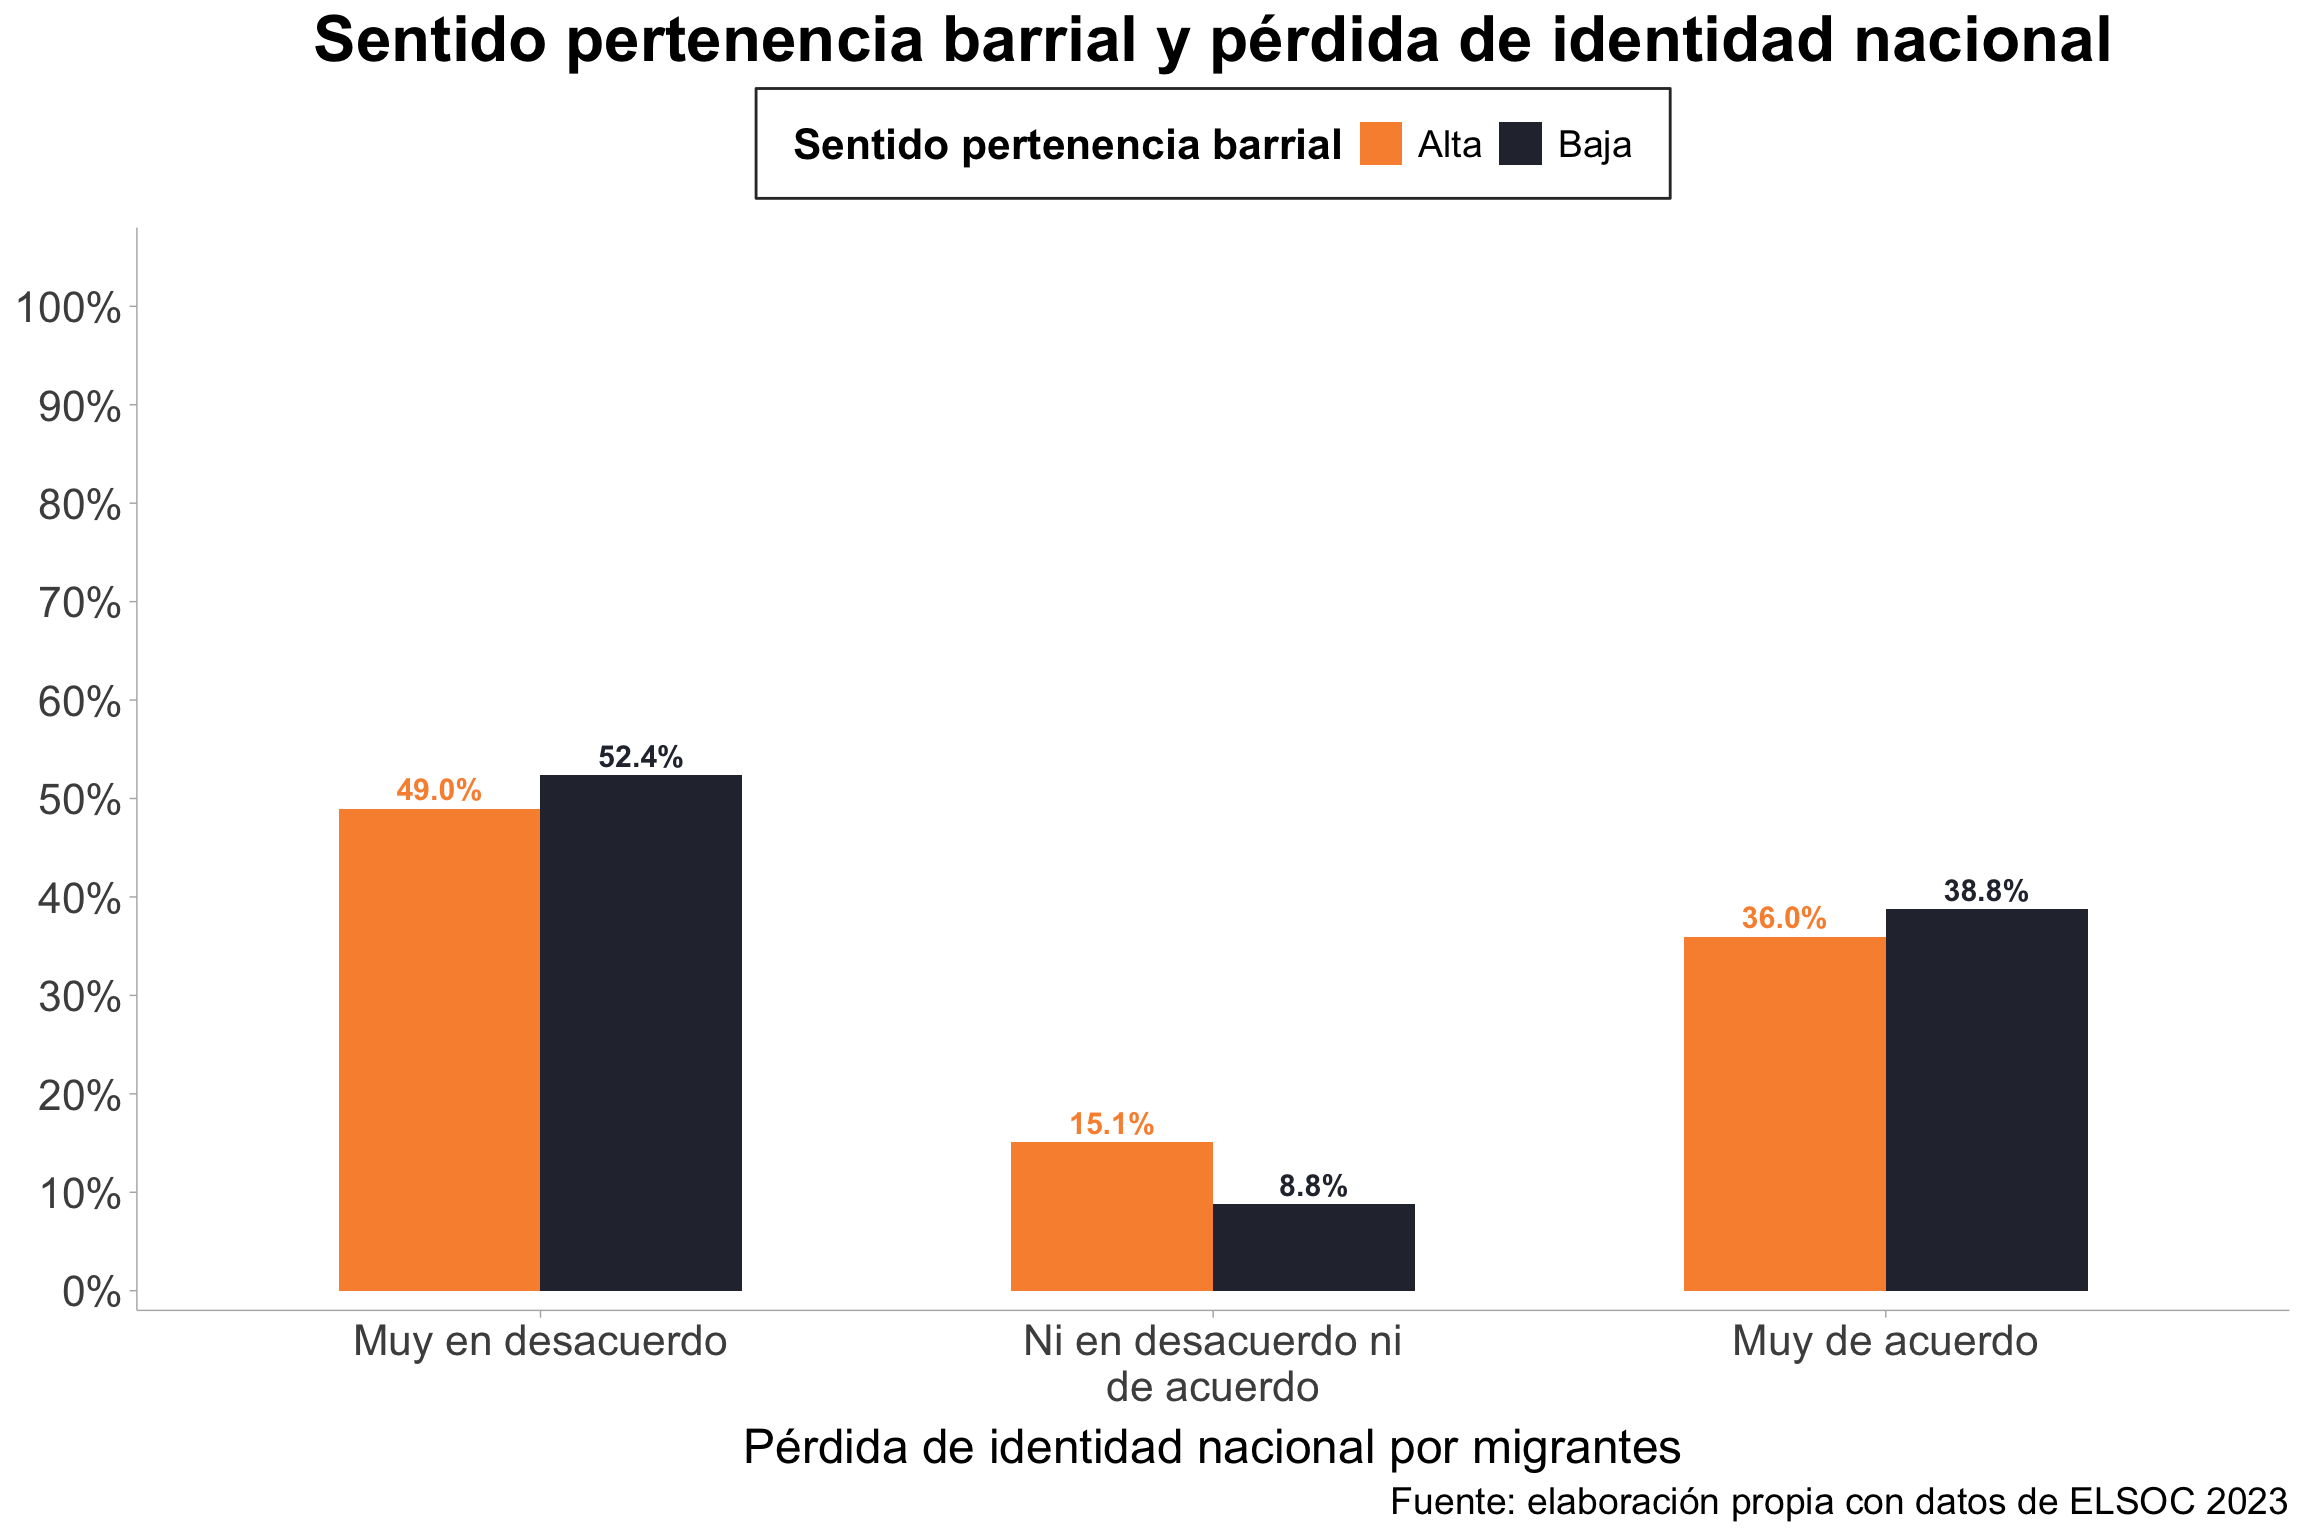 Sentido pertenencia barrial y pérdida de identidad nacional
Sentido pertenencia barrial Alta Baja
100%
90%
80%
70%
60%
50%
40%
30%
20%
10%
0%
49.0%
52.4%
15.1%
8.8%
36.0%
38.8%
Muy en desacuerdo
Ni en desacuerdo ni
de acuerdo
Muy de acuerdo
Pérdida de identidad nacional por migrantes
Fuente: elaboración propia con datos de ELSOC 2023